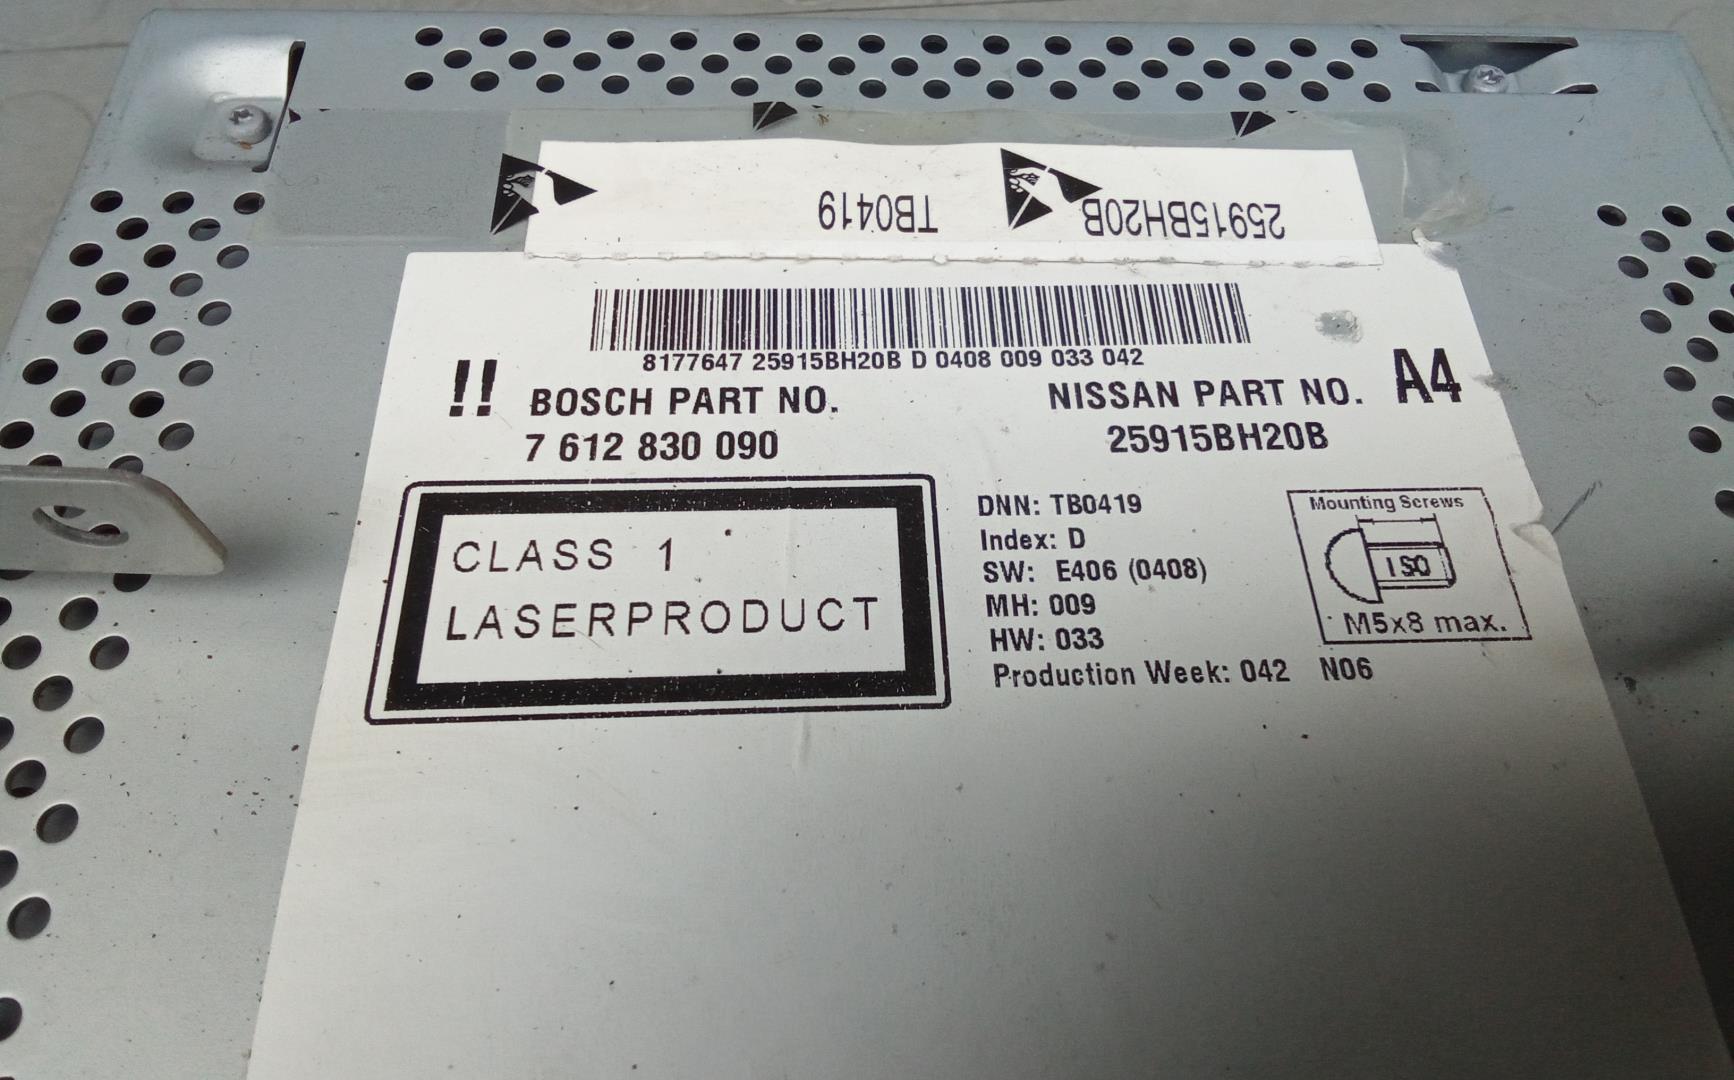 TB0419 25915BH20B
8177647 25915BH20B D 0408 009 033 042
!! BOSCH PART NO. NISSAN PART NO. A4
7 612 830 090 25915BH20B
CLASS 1
LASERPRODUCT
DNN: TB0419
Index: D
SW: E406 (0408)
MH: 009
HW: 033
Production Week: 042 N06
Mounting Screws
ISO
M5x8 max.